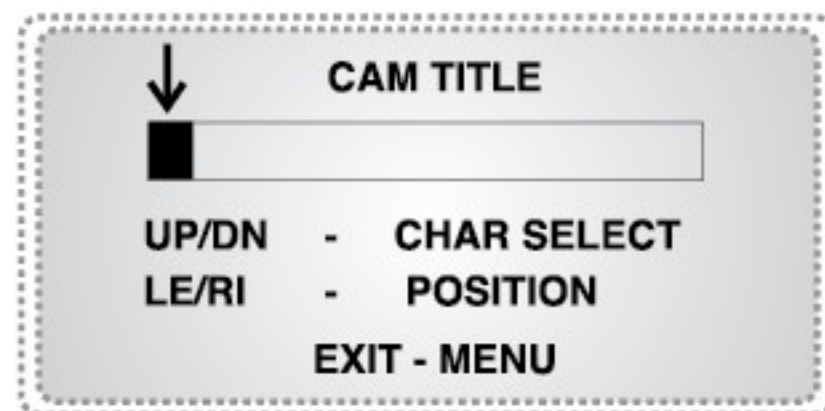 CAM TITLE
UP/DN - CHAR SELECT
LE/RI - POSITION
EXIT - MENU